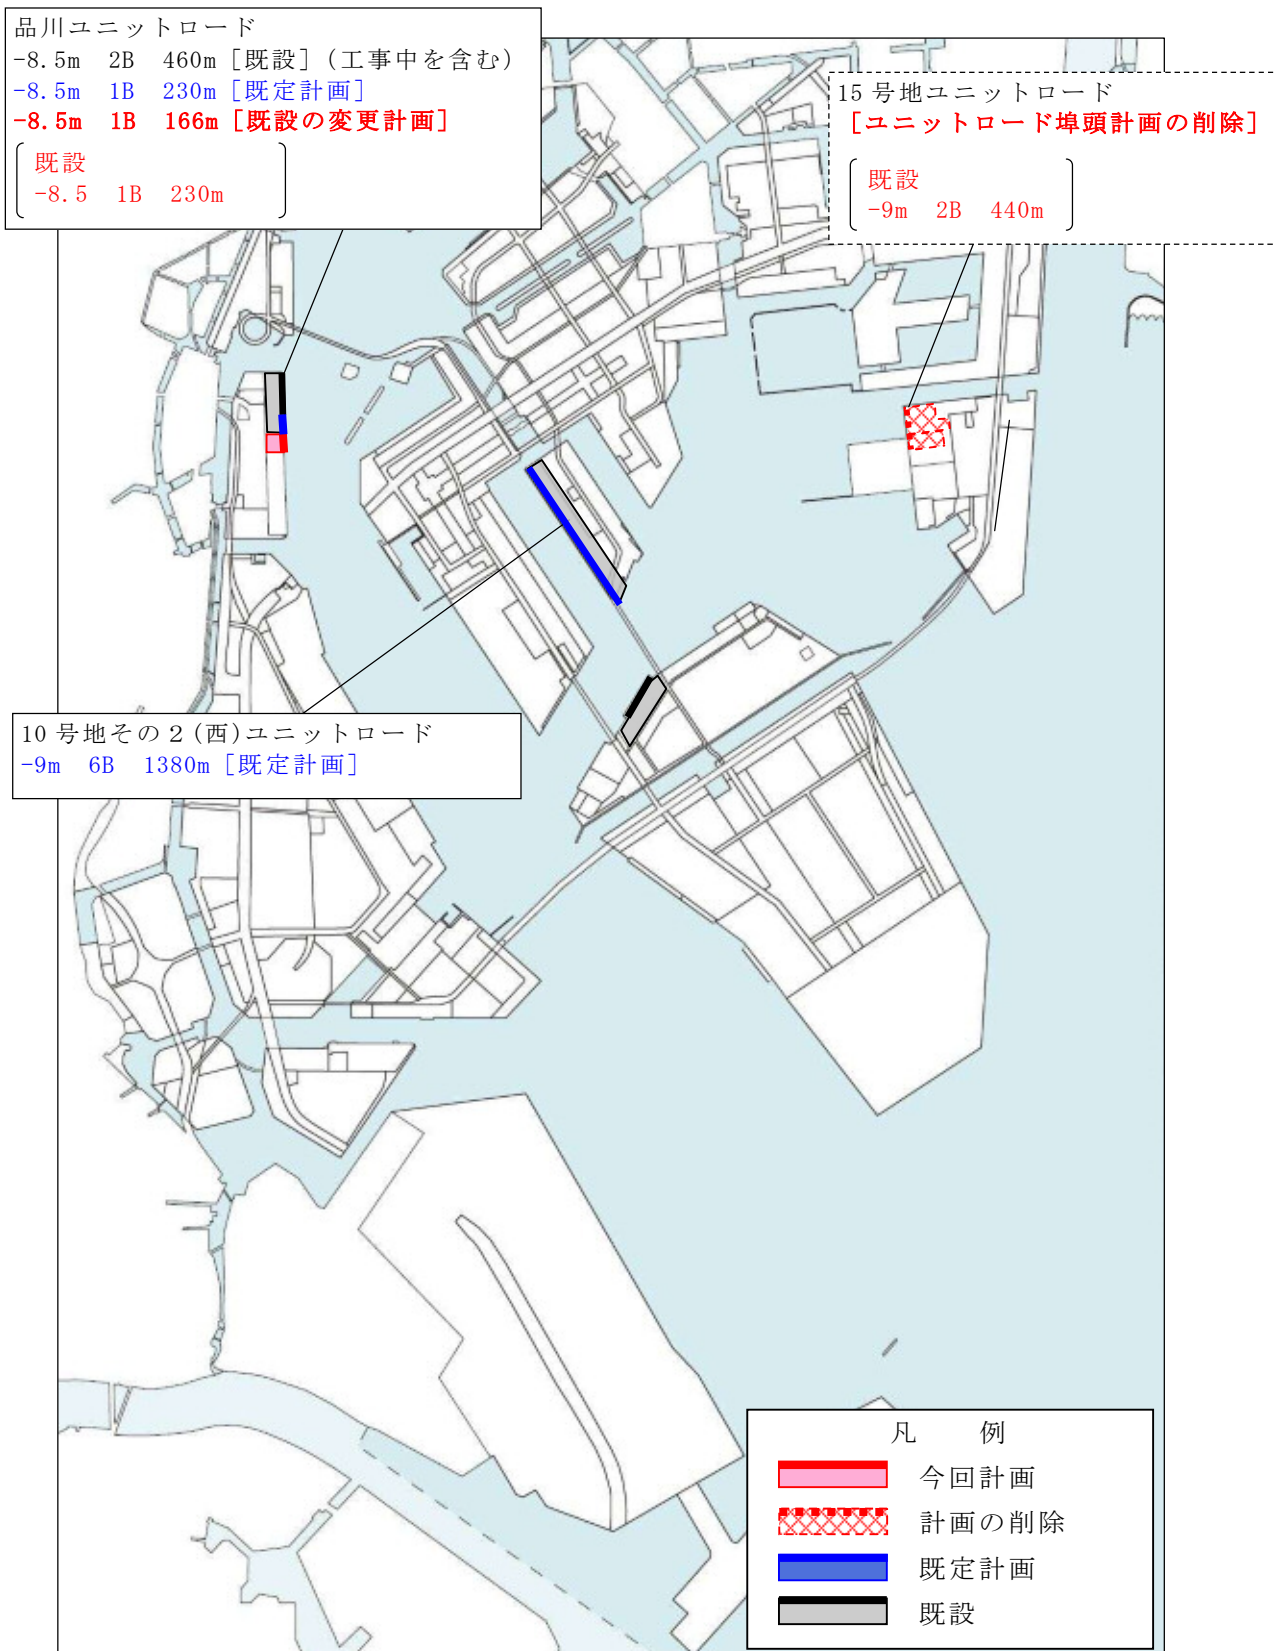 品川ユニットロード
-8.5m 2B 460m [既設] (工事中を含む)
-8.5m 1B 230m [既定計画]
-8.5m 1B 166m [既設の変更計画]
既設
-8.5 1B 230m
15号地ユニットロード
[ユニットロード埠頭計画の削除]
既設
-9m 2B 440m
10号地その2(西)ユニットロード
-9m 6B 1380m [既定計画]
凡 例
今回計画
計画の削除
既定計画
既設